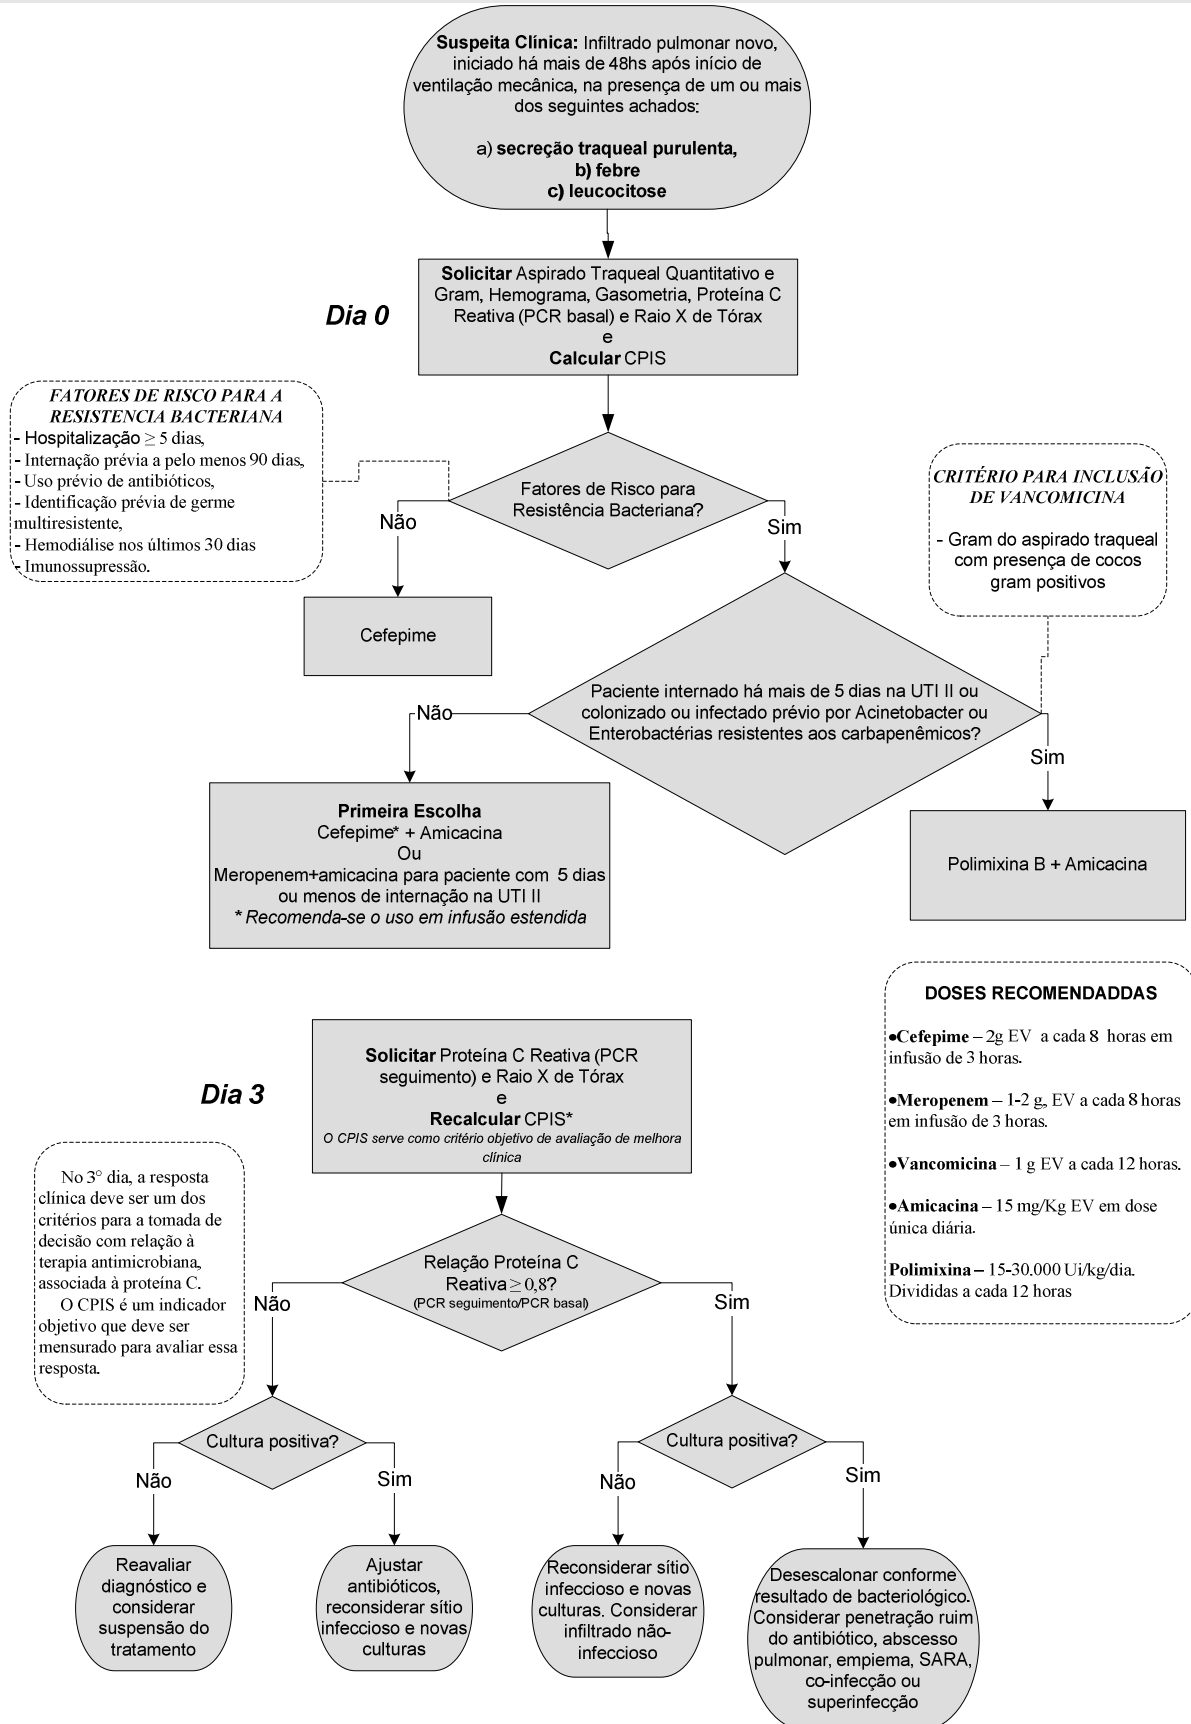 Suspeita Clínica: Infiltrado pulmonar novo,
iniciado há mais de 48hs após início de
ventilação mecânica, na presença de um ou mais
dos seguintes achados:
a) secreção traqueal purulenta,
b) febre
c) leucocitose
Dia 0
Solicitar Aspirado Traqueal Quantitativo e
Gram, Hemograma, Gasometria, Proteína C
Reativa (PCR basal) e Raio X de Tórax
e
Calcular CPIS
FATORES DE RISCO PARA A
RESISTENCIA BACTERIANA
- Hospitalização ≥ 5 dias,
- Internação prévia a pelo menos 90 dias,
- Uso prévio de antibióticos,
- Identificação prévia de germe
multiresistente,
- Hemodiálise nos últimos 30 dias
- Imunossupressão.
Fatores de Risco para
Resistência Bacteriana?
Não
Sim
CRITÉRIO PARA INCLUSÃO
DE VANCOMICINA
- Gram do aspirado traqueal
com presença de cocos
gram positivos
Cefepime
Paciente internado há mais de 5 dias na UTI II ou
colonizado ou infectado prévio por Acinetobacter ou
Enterobactérias resistentes aos carbapenêmicos?
Não
Sim
Primeira Escolha
Cefepime* + Amicacina
Ou
Meropenem+amicacina para paciente com 5 dias
ou menos de internação na UTI II
* Recomenda-se o uso em infusão estendida
Polimixina B + Amicacina
DOSES RECOMENDADDAS
•Cefepime – 2g EV a cada 8 horas em
infusão de 3 horas.
•Meropenem – 1-2 g, EV a cada 8 horas
em infusão de 3 horas.
•Vancomicina – 1 g EV a cada 12 horas.
•Amicacina – 15 mg/Kg EV em dose
única diária.
Polimixina – 15-30.000 Ui/kg/dia.
Divididas a cada 12 horas
Dia 3
Solicitar Proteína C Reativa (PCR
seguimento) e Raio X de Tórax
e
Recalcular CPIS*
O CPIS serve como critério objetivo de avaliação de melhora
clínica
No 3° dia, a resposta
clínica deve ser um dos
critérios para a tomada de
decisão com relação à
terapia antimicrobiana,
associada à proteína C.
O CPIS é um indicador
objetivo que deve ser
mensurado para avaliar essa
resposta.
Relação Proteína C
Reativa ≥ 0,8?
(PCR seguimento/PCR basal)
Não
Sim
Cultura positiva?
Não
Sim
Cultura positiva?
Não
Sim
Reavaliar
diagnóstico e
considerar
suspensão do
tratamento
Ajustar
antibióticos,
reconsiderar sítio
infeccioso e novas
culturas
Reconsiderar sítio
infeccioso e novas
culturas. Considerar
infiltrado não-
infeccioso
Desescalonar conforme
resultado de bacteriológico.
Considerar penetração ruim
do antibiótico, abscesso
pulmonar, empiema, SARA,
co-infecção ou
superinfecção